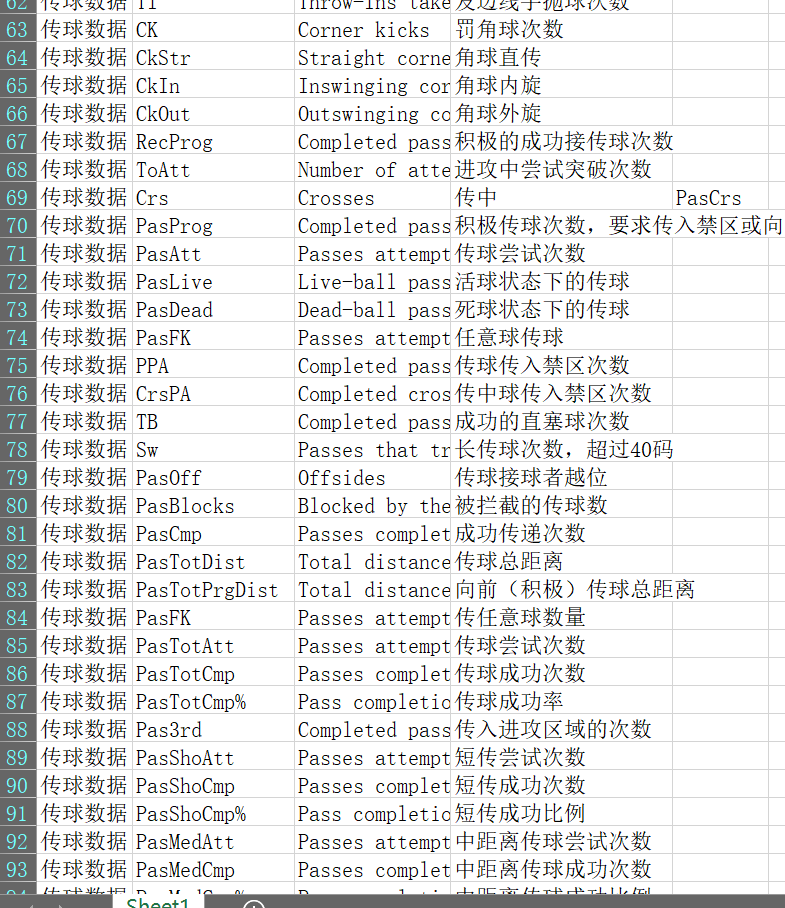 62 传球数据 TI Throw-Ins take 及边线手抛球次数
63 传球数据 CK Corner kicks 罚角球次数
64 传球数据 CkStr Straight corne 角球直传
65 传球数据 CkIn Inswinging cor 角球内旋
66 传球数据 CkOut Outswinging co 角球外旋
67 传球数据 RecProg Completed pass 积极的成功接传球次数
68 传球数据 ToAtt Number of atte 进攻中尝试突破次数
69 传球数据 Crs Crosses 传中 PasCrs
70 传球数据 PasProg Completed pass 积极传球次数，要求传入禁区或向
71 传球数据 PasAtt Passes attempt 传球尝试次数
72 传球数据 PasLive Live-ball pass 活球状态下的传球
73 传球数据 PasDead Dead-ball pass 死球状态下的传球
74 传球数据 PasFK Passes attempt 任意球传球
75 传球数据 PPA Completed pass 传球传入禁区次数
76 传球数据 CrsPA Completed cros 传中球传入禁区次数
77 传球数据 TB Completed pass 成功的直塞球次数
78 传球数据 Sw Passes that tr 长传球次数，超过40码
79 传球数据 PasOff Offsides 传球接球者越位
80 传球数据 PasBlocks Blocked by the 被拦截的传球数
81 传球数据 PasCmp Passes complet 成功传递次数
82 传球数据 PasTotDist Total distance 传球总距离
83 传球数据 PasTotPrgDist Total distance 向前（积极）传球总距离
84 传球数据 PasFK Passes attempt 传任意球数量
85 传球数据 PasTotAtt Passes attempt 传球尝试次数
86 传球数据 PasTotCmp Passes complet 传球成功次数
87 传球数据 PasTotCmp% Pass completio 传球成功率
88 传球数据 Pas3rd Completed pass 传入进攻区域的次数
89 传球数据 PasShoAtt Passes attempt 短传尝试次数
90 传球数据 PasShoCmp Passes complet 短传成功次数
91 传球数据 PasShoCmp% Pass completio 短传成功比例
92 传球数据 PasMedAtt Passes attempt 中距离传球尝试次数
93 传球数据 PasMedCmp Passes complet 中距离传球成功次数
94 传球数据 PasMedCmp% Pass completio 中距离传球成功比例
Sheet1